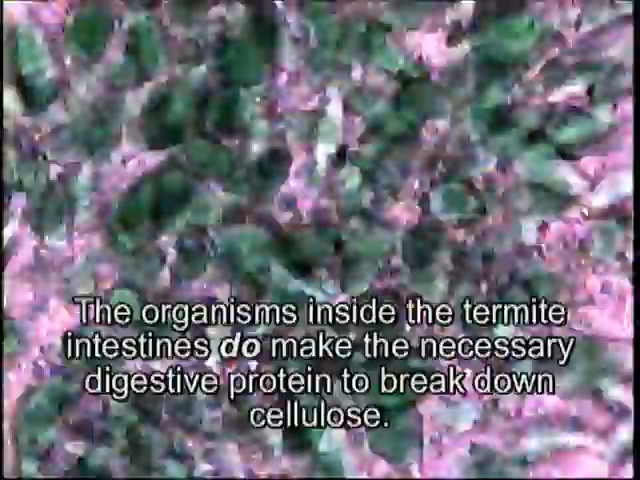 The organisms inside the termite
intestines do make the necessary
digestive protein to break down
cellulose.